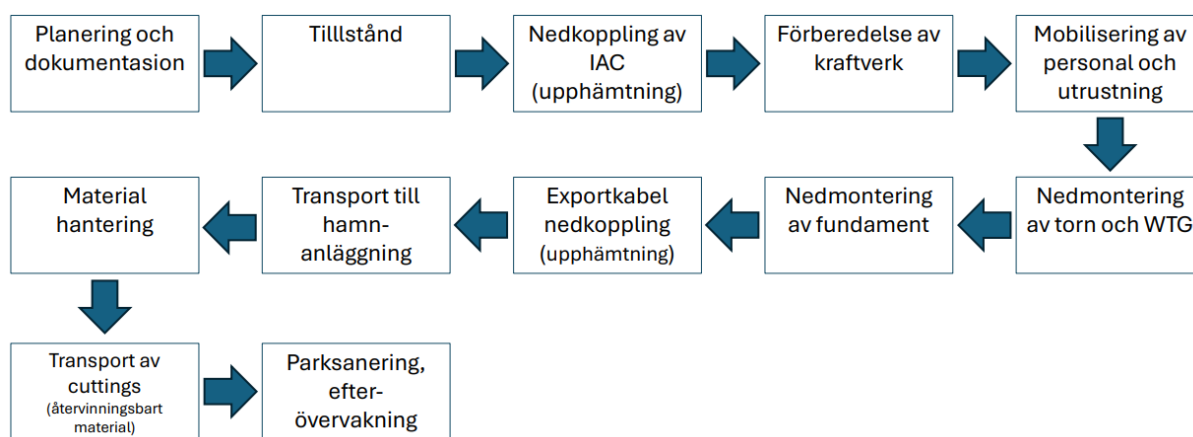 Planering och
dokumentasion
Tilllstånd
Nedkoppling av
IAC
(upphämtning)
Förberedelse av
kraftverk
Mobilisering av
personal och
utrustning
Material
hantering
Transport till
hamn-
anläggning
Exportkabel
nedkoppling
(upphämtning)
Nedmontering
av fundament
Nedmontering
av torn och WTG
Transport av
cuttings
(återvinningsbart
material)
Parksanering,
efter-
övervakning